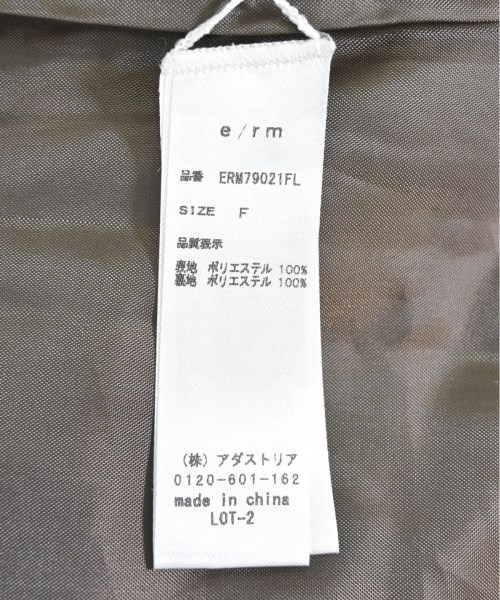 e/rm
品番 ERM79021FL
SIZE F
品質表示
表地 ポリエステル 100%
裏地 ポリエステル 100%
(株) アダストリア
0120-601-162
made in china
LOT-2